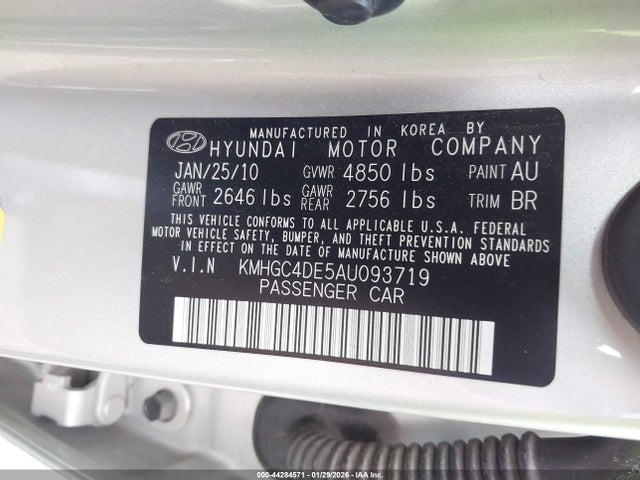 MANUFACTURED IN KOREA BY
HYUNDAI MOTOR COMPANY
JAN/25/10 GVWR 4850 lbs PAINT AU
GAWR FRONT 2646 lbs GAWR REAR 2756 lbs TRIM BR
THIS VEHICLE CONFORMS TO ALL APPLICABLE U.S.A. FEDERAL
MOTOR VEHICLE SAFETY, BUMPER, AND THEFT PREVENTION STANDARDS
IN EFFECT ON THE DATE OF MANUFACTURE SHOWN ABOVE
V.I.N KMHGC4DE5AU093719
PASSENGER CAR
000-44284571 - 01/29/2026 - IAA Inc.